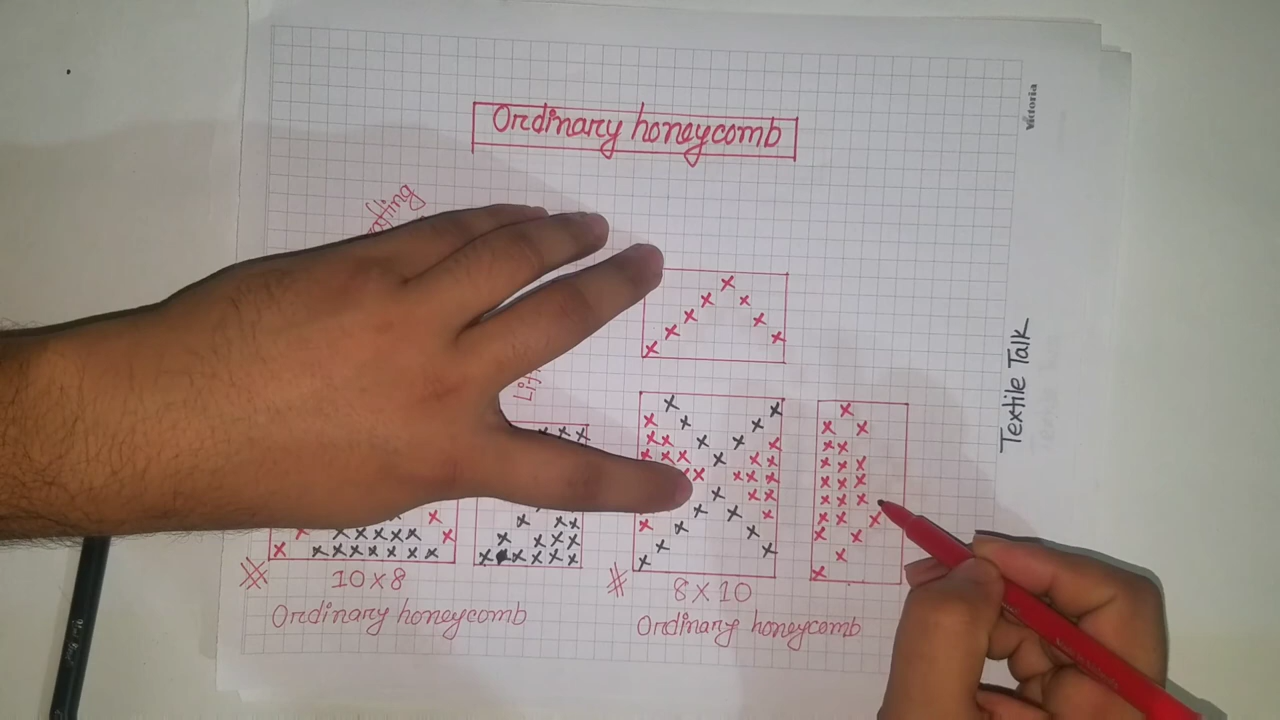 Ordinary honeycomb
Victoria
Textile Talk
10 X 8
Ordinary honeycomb
8 X 10
Ordinary honeycomb